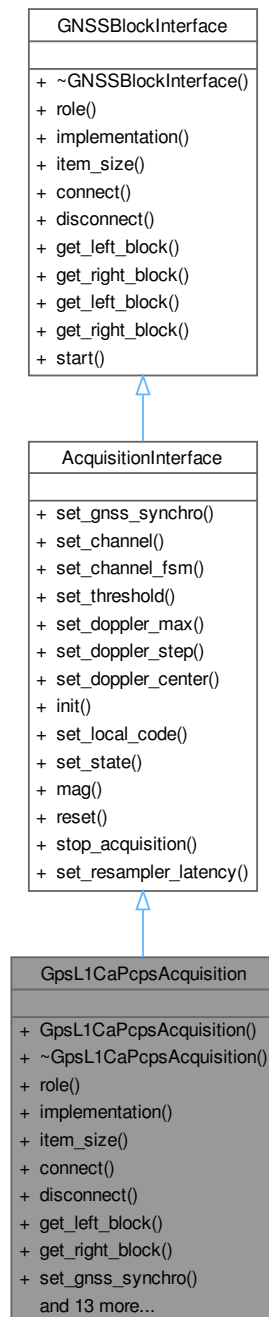 GNSSBlockInterface
+ ~GNSSBlockInterface()
+ role()
+ implementation()
+ item_size()
+ connect()
+ disconnect()
+ get_left_block()
+ get_right_block()
+ get_left_block()
+ get_right_block()
+ start()
AcquisitionInterface
+ set_gnss_synchro()
+ set_channel()
+ set_channel_fsm()
+ set_threshold()
+ set_doppler_max()
+ set_doppler_step()
+ set_doppler_center()
+ init()
+ set_local_code()
+ set_state()
+ mag()
+ reset()
+ stop_acquisition()
+ set_resampler_latency()
GpsL1CaPcpsAcquisition
+ GpsL1CaPcpsAcquisition()
+ ~GpsL1CaPcpsAcquisition()
+ role()
+ implementation()
+ item_size()
+ connect()
+ disconnect()
+ get_left_block()
+ get_right_block()
+ set_gnss_synchro()
and 13 more...